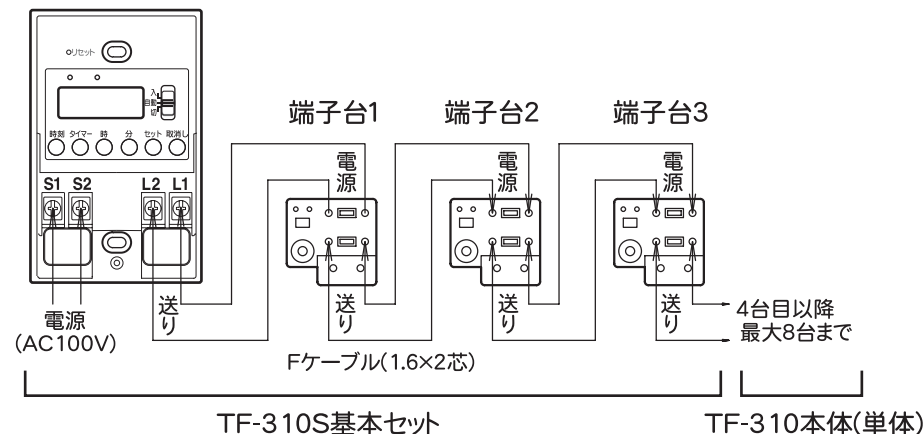 リセット
入
自動
切
時刻 タイマー 時 分 セット 取消し
S1 S2 L2 L1
端子台1 端子台2 端子台3
電源 電源 電源
送り 送り 送り 送り
電源
(AC100V)
Fケーブル(1.6×2芯)
4台目以降
最大8台まで
TF-310S基本セット TF-310本体(単体)